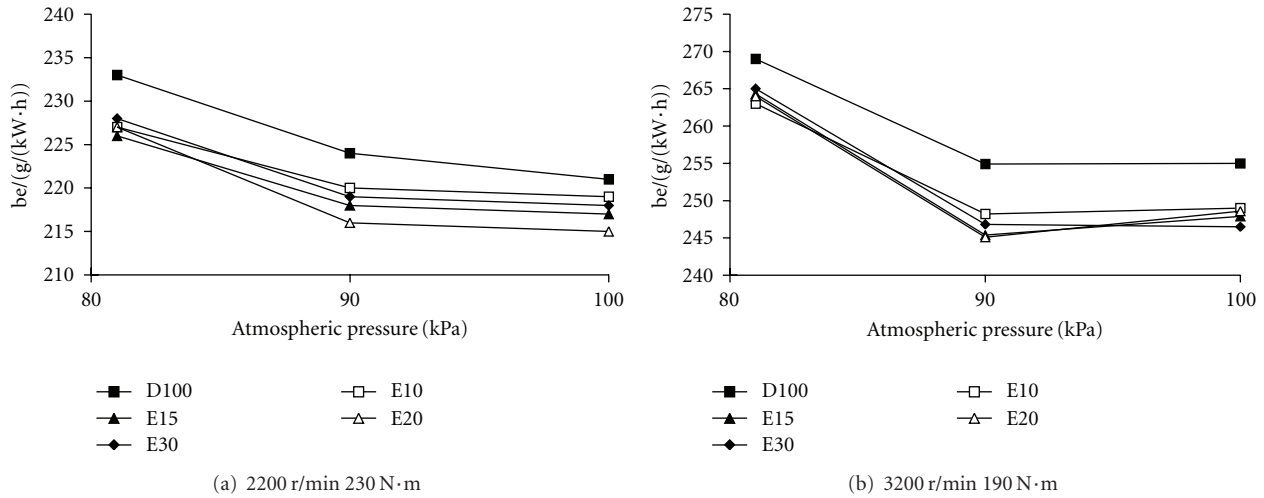 240
235
230
225
220
215
210
be/(g/(kW·h))
80
90
100
Atmospheric pressure (kPa)
D100
E10
E15
E20
E30
(a) 2200 r/min 230 N·m
275
270
265
260
255
250
245
240
be/(g/(kW·h))
80
90
100
Atmospheric pressure (kPa)
D100
E10
E15
E20
E30
(b) 3200 r/min 190 N·m